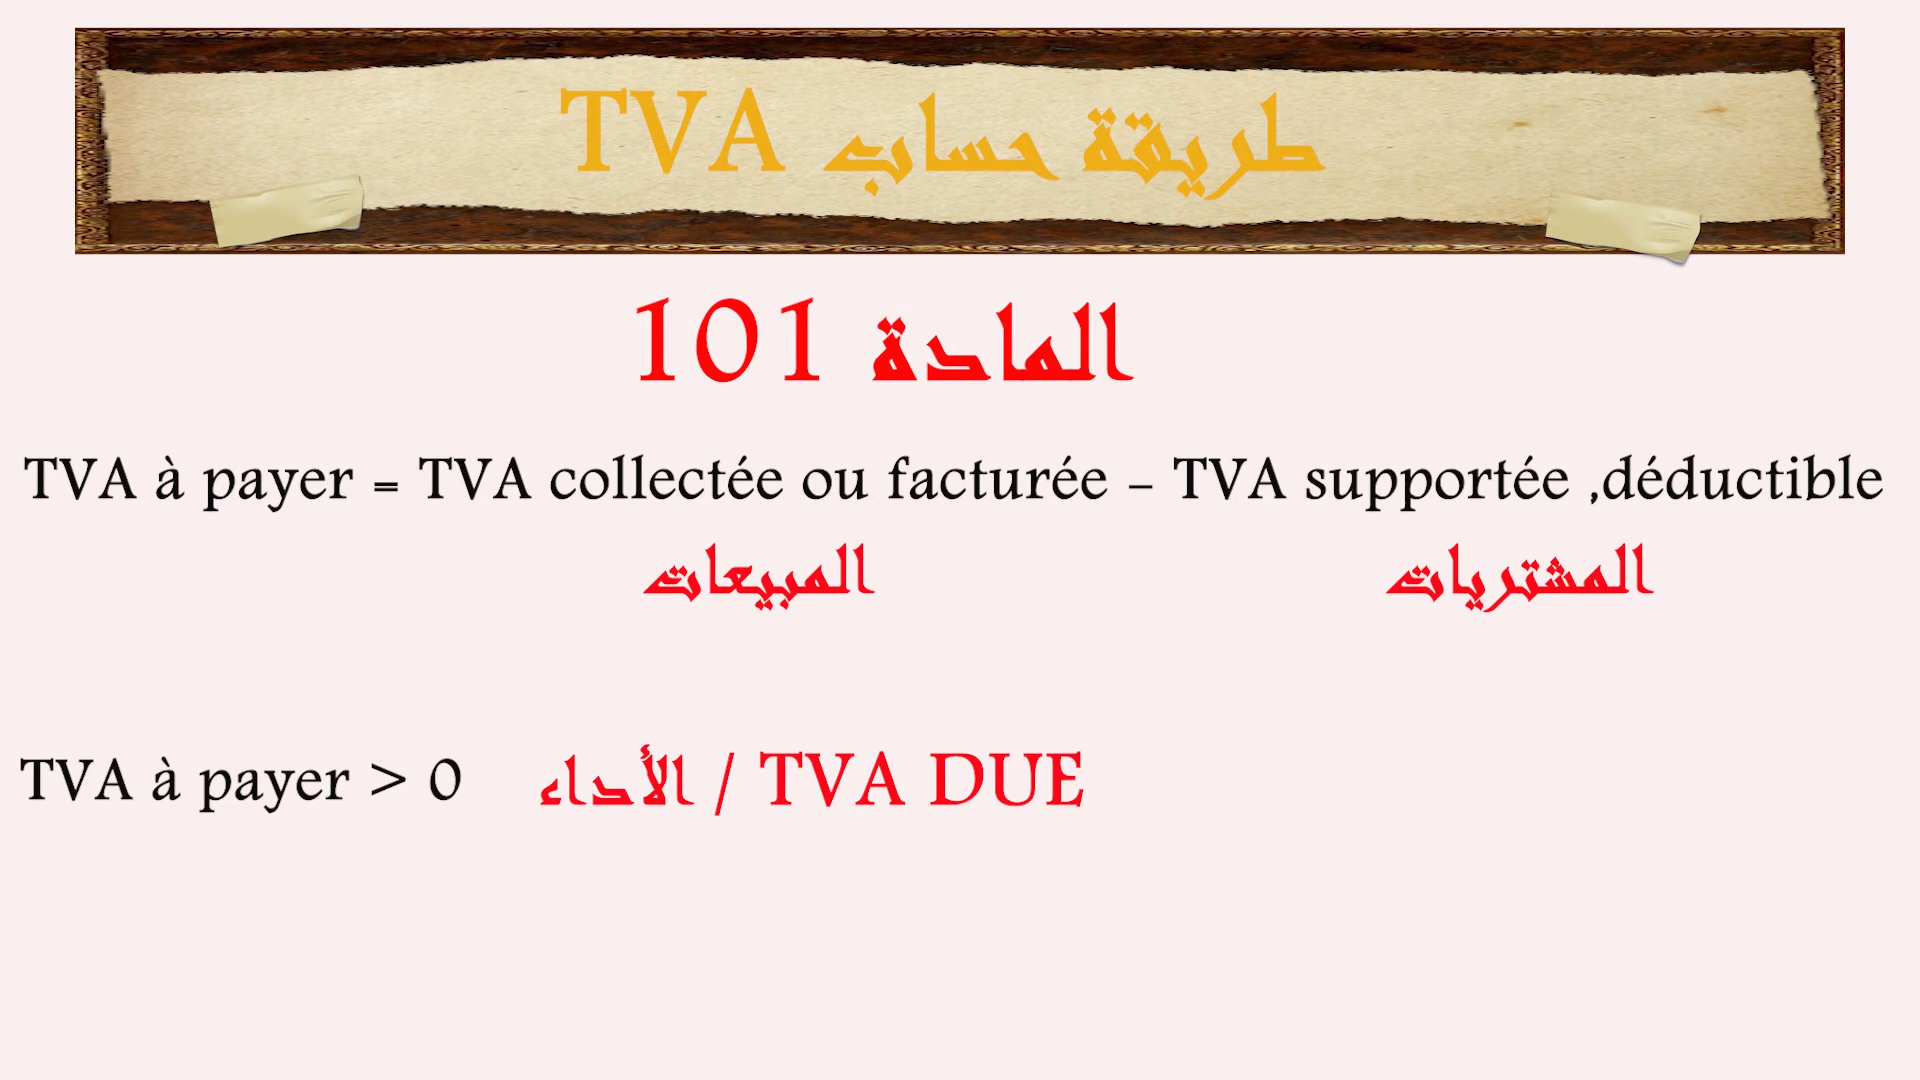 طريقة حساب TVA
المادة 101
TVA à payer = TVA collectée ou facturée – TVA supportée ,déductible
المبيعات المشتريات
TVA à payer > 0 الأداء / TVA DUE